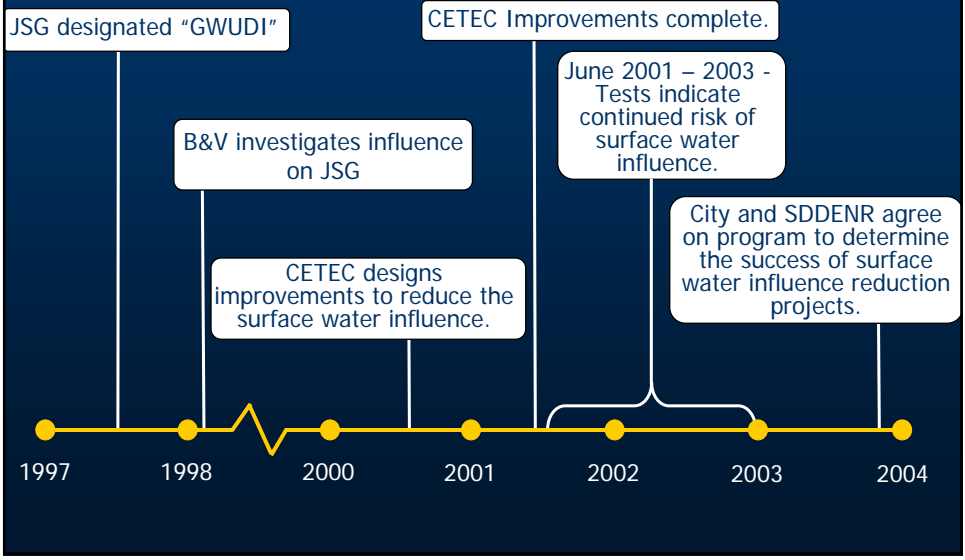 JSG designated “GWUDI”
CETEC Improvements complete.
June 2001 – 2003 -
Tests indicate
continued risk of
surface water
influence.
B&V investigates influence
on JSG
City and SDDENR agree
on program to determine
the success of surface
water influence reduction
projects.
CETEC designs
improvements to reduce the
surface water influence.
1997 1998 2000 2001 2002 2003 2004